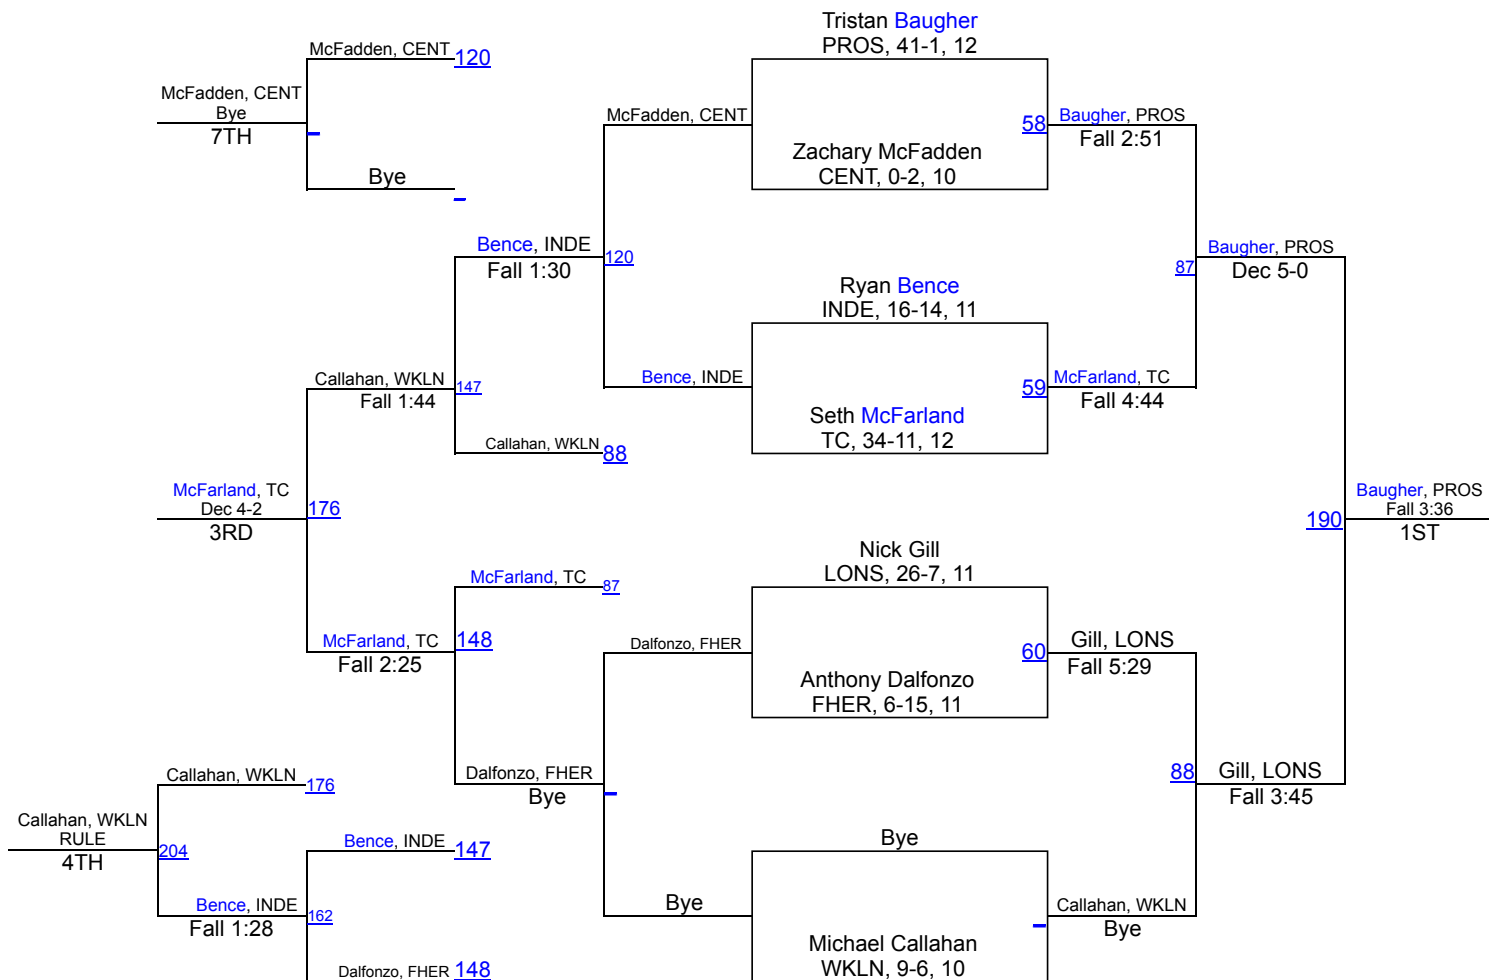 Tristan Baugher
PROS, 41-1, 12
McFadden, CENT 120
McFadden, CENT
Bye
7TH
Bye
McFadden, CENT
Zachary McFadden
CENT, 0-2, 10
58 Baugher, PROS
Fall 2:51
Bence, INDE
Fall 1:30
120
Ryan Bence
INDE, 16-14, 11
87
Baugher, PROS
Dec 5-0
Callahan, WKLN
Fall 1:44
147
Bence, INDE
Seth McFarland
TC, 34-11, 12
59 McFarland, TC
Fall 4:44
Callahan, WKLN 88
McFarland, TC
Dec 4-2
3RD
176
190
Baugher, PROS
Fall 3:36
1ST
Nick Gill
LONS, 26-7, 11
McFarland, TC 87
McFarland, TC
Fall 2:25
148
Dalfonzo, FHER
Anthony Dalfonzo
FHER, 6-15, 11
60 Gill, LONS
Fall 5:29
Dalfonzo, FHER
Bye
88
Gill, LONS
Fall 3:45
Callahan, WKLN 176
Callahan, WKLN
RULE
4TH
204
Bence, INDE 147
Bence, INDE
Fall 1:28
162
Dalfonzo, FHER 148
Bye
Bye
Michael Callahan
WKLN, 9-6, 10
Callahan, WKLN
Bye